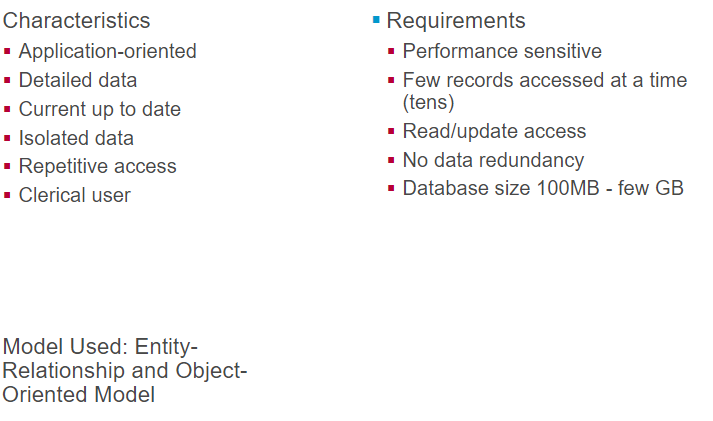 Characteristics
Application-oriented
Detailed data
Current up to date
Isolated data
Repetitive access
Clerical user
Requirements
Performance sensitive
Few records accessed at a time
(tens)
Read/update access
No data redundancy
Database size 100MB - few GB
Model Used: Entity-
Relationship and Object-
Oriented Model